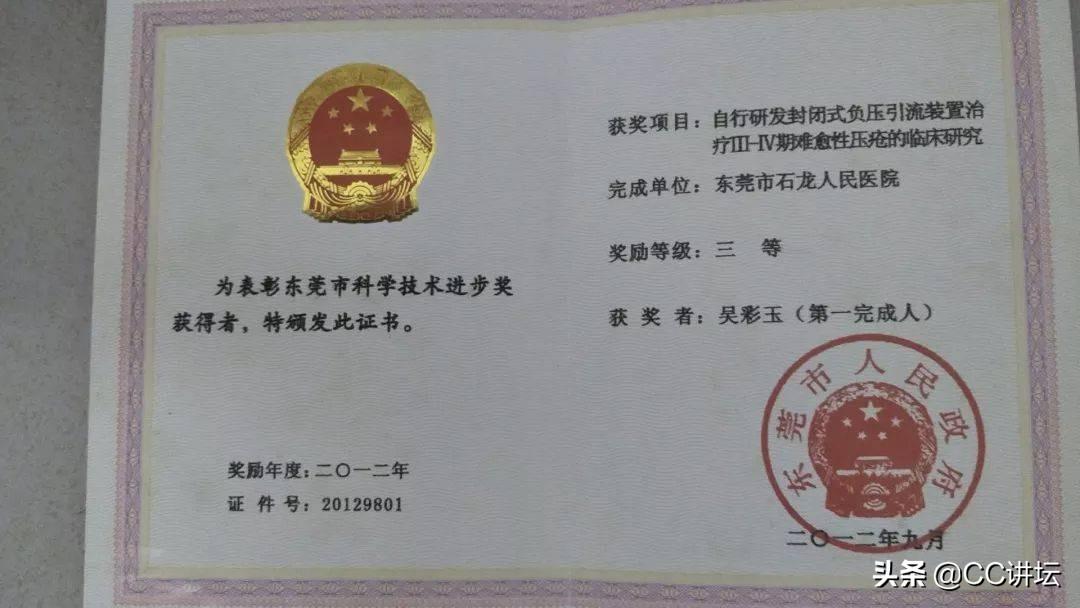 为表彰东莞市科学技术进步奖
获得者，特颁发此证书。
奖励年度：二〇一二年
证 件 号：20129801
获奖项目：自行研发封闭式负压引流装置治
疗III-IV期难愈性压疮的临床研究
完成单位：东莞市石龙人民医院
奖励等级：三 等
获 奖 者：吴彩玉（第一完成人）
东莞市人民政府
二〇一二年九月
头条 @CC讲坛